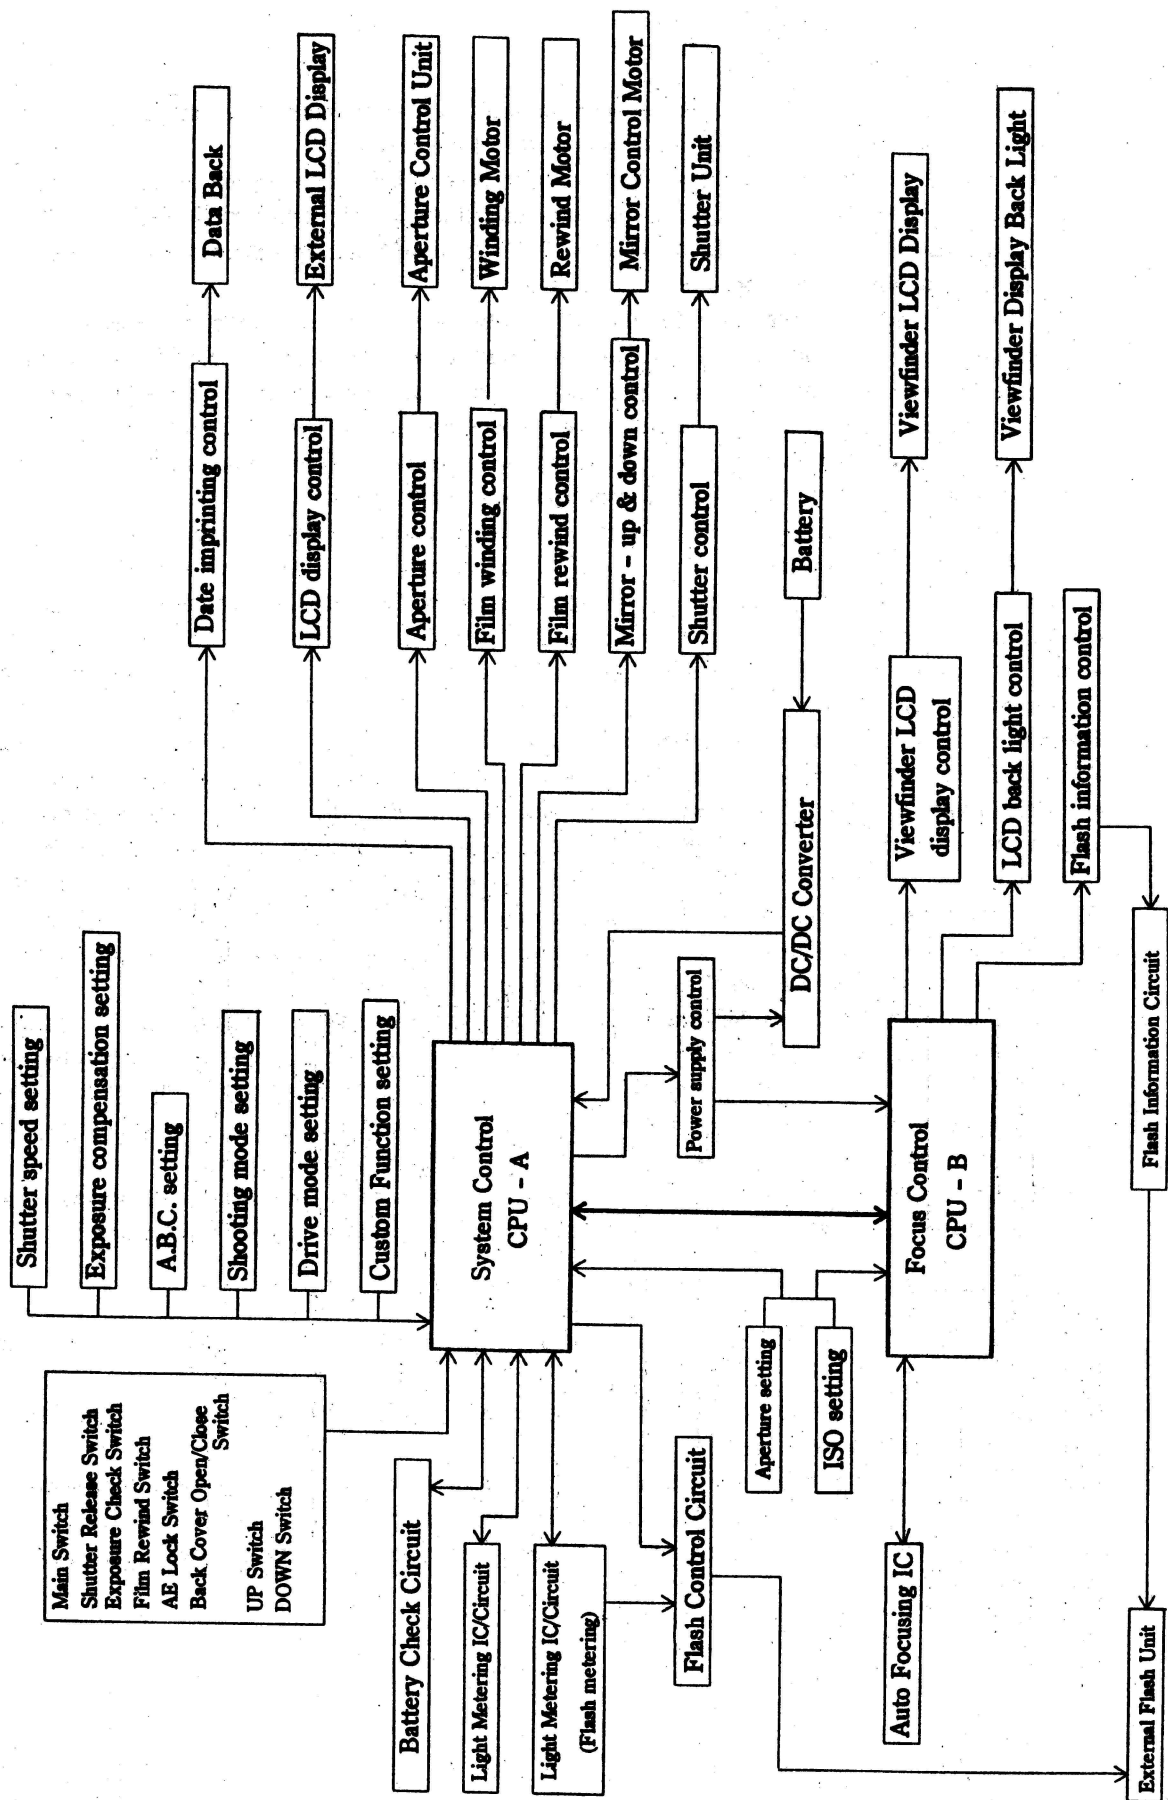 Main Switch
Shutter Release Switch
Exposure Check Switch
Film Rewind Switch
AE Lock Switch
Back Cover Open/Close
Switch
UP Switch
DOWN Switch
Shutter speed setting
Exposure compensation setting
A.B.C. setting
Shooting mode setting
Drive mode setting
Custom Function setting
Date imprinting control
Data Back
LCD display control
External LCD Display
Aperture control
Aperture Control Unit
Film winding control
Winding Motor
Film rewind control
Rewind Motor
Mirror - up & down control
Mirror Control Motor
Shutter control
Shutter Unit
Battery Check Circuit
Light Metering IC/Circuit
Light Metering IC/Circuit
(Flash metering)
System Control
CPU - A
Flash Control Circuit
Power supply control
DC/DC Converter
Battery
Aperture setting
ISO setting
Auto Focusing IC
Focus Control
CPU - B
Viewfinder LCD
display control
Viewfinder LCD Display
LCD back light control
Viewfinder Display Back Light
Flash information control
External Flash Unit
Flash Information Circuit